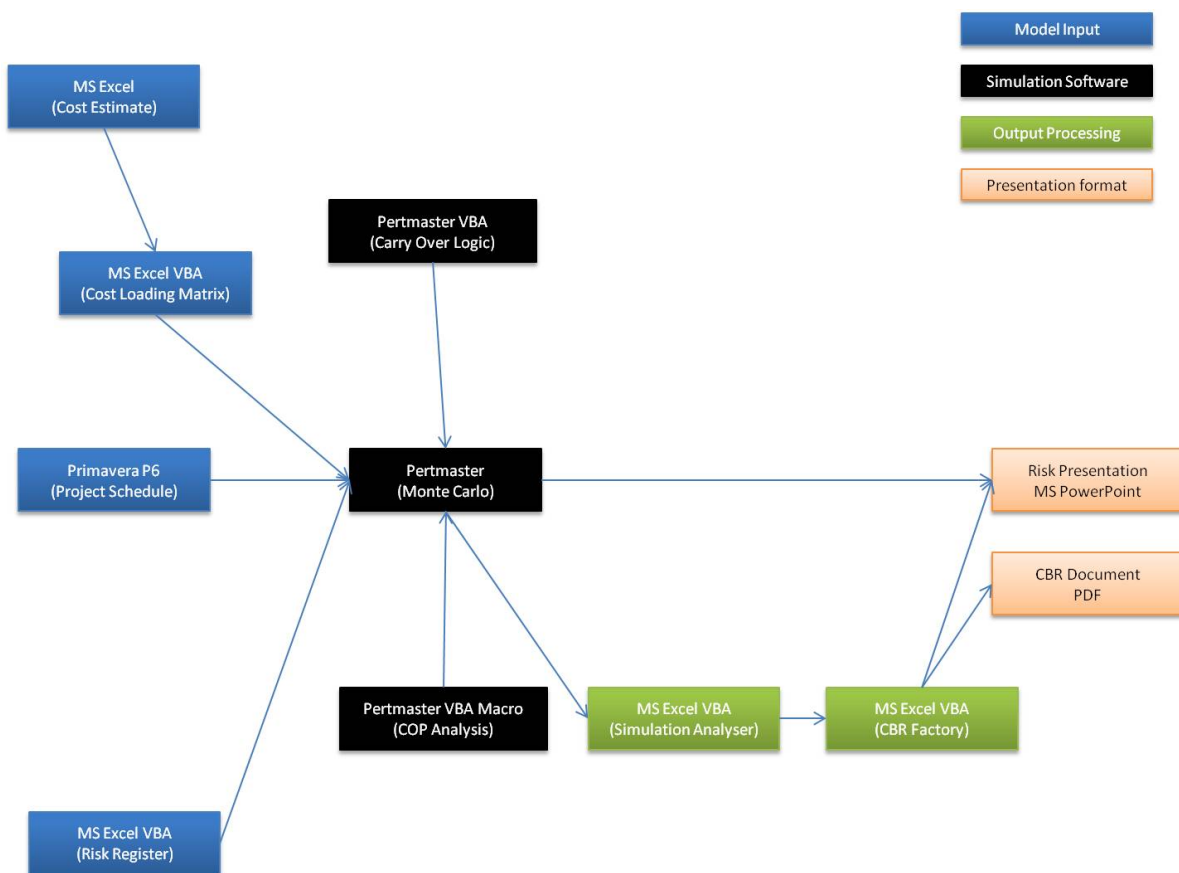 Model Input
Simulation Software
Output Processing
Presentation format
MS Excel
(Cost Estimate)
Pertmaster VBA
(Carry Over Logic)
MS Excel VBA
(Cost Loading Matrix)
Primavera P6
(Project Schedule)
Pertmaster
(Monte Carlo)
Risk Presentation
MS PowerPoint
CBR Document
PDF
Pertmaster VBA Macro
(COP Analysis)
MS Excel VBA
(Simulation Analyser)
MS Excel VBA
(CBR Factory)
MS Excel VBA
(Risk Register)